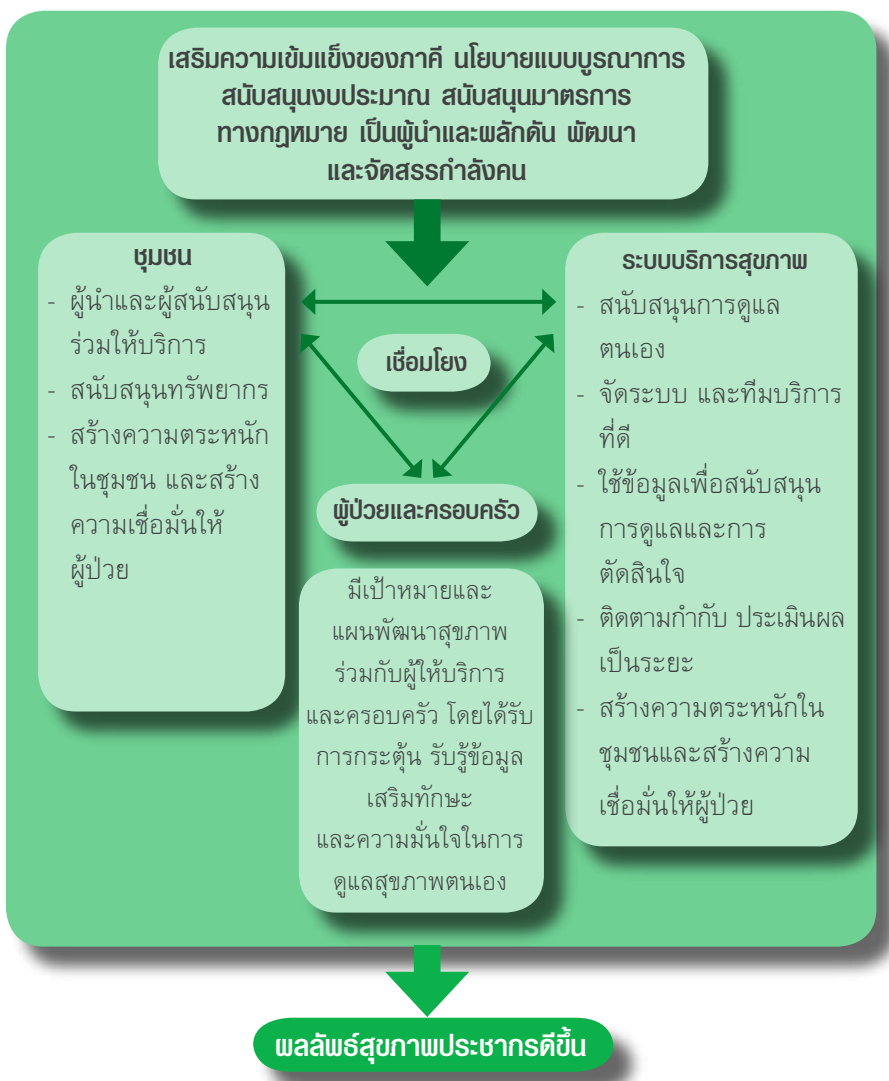 เสริมความเข้มแข็งของภาคี นโยบายแบบบูรณาการ
สนับสนุนงบประมาณ สนับสนุนมาตรการ
ทางกฎหมาย เป็นผู้นำและผลักดัน พัฒนา
และจัดสรรกำลังคน
ชุมชน
- ผู้นำและผู้สนับสนุน
ร่วมให้บริการ
- สนับสนุนทรัพยากร
- สร้างความตระหนัก
ในชุมชน และสร้าง
ความเชื่อมั่นให้
ผู้ป่วย
เชื่อมโยง
ผู้ป่วยและครอบครัว
มีเป้าหมายและ
แผนพัฒนาสุขภาพ
ร่วมกับผู้ให้บริการ
และครอบครัว โดยได้รับ
การกระตุ้น รับรู้ข้อมูล
เสริมทักษะ
และความมั่นใจในการ
ดูแลสุขภาพตนเอง
ระบบบริการสุขภาพ
- สนับสนุนการดูแล
ตนเอง
- จัดระบบ และทีมบริการ
ที่ดี
- ใช้ข้อมูลเพื่อสนับสนุน
การดูแลและการ
ตัดสินใจ
- ติดตามกำกับ ประเมินผล
เป็นระยะ
- สร้างความตระหนักใน
ชุมชนและสร้างความ
เชื่อมั่นให้ผู้ป่วย
ผลลัพธ์สุขภาพประชากรดีขึ้น